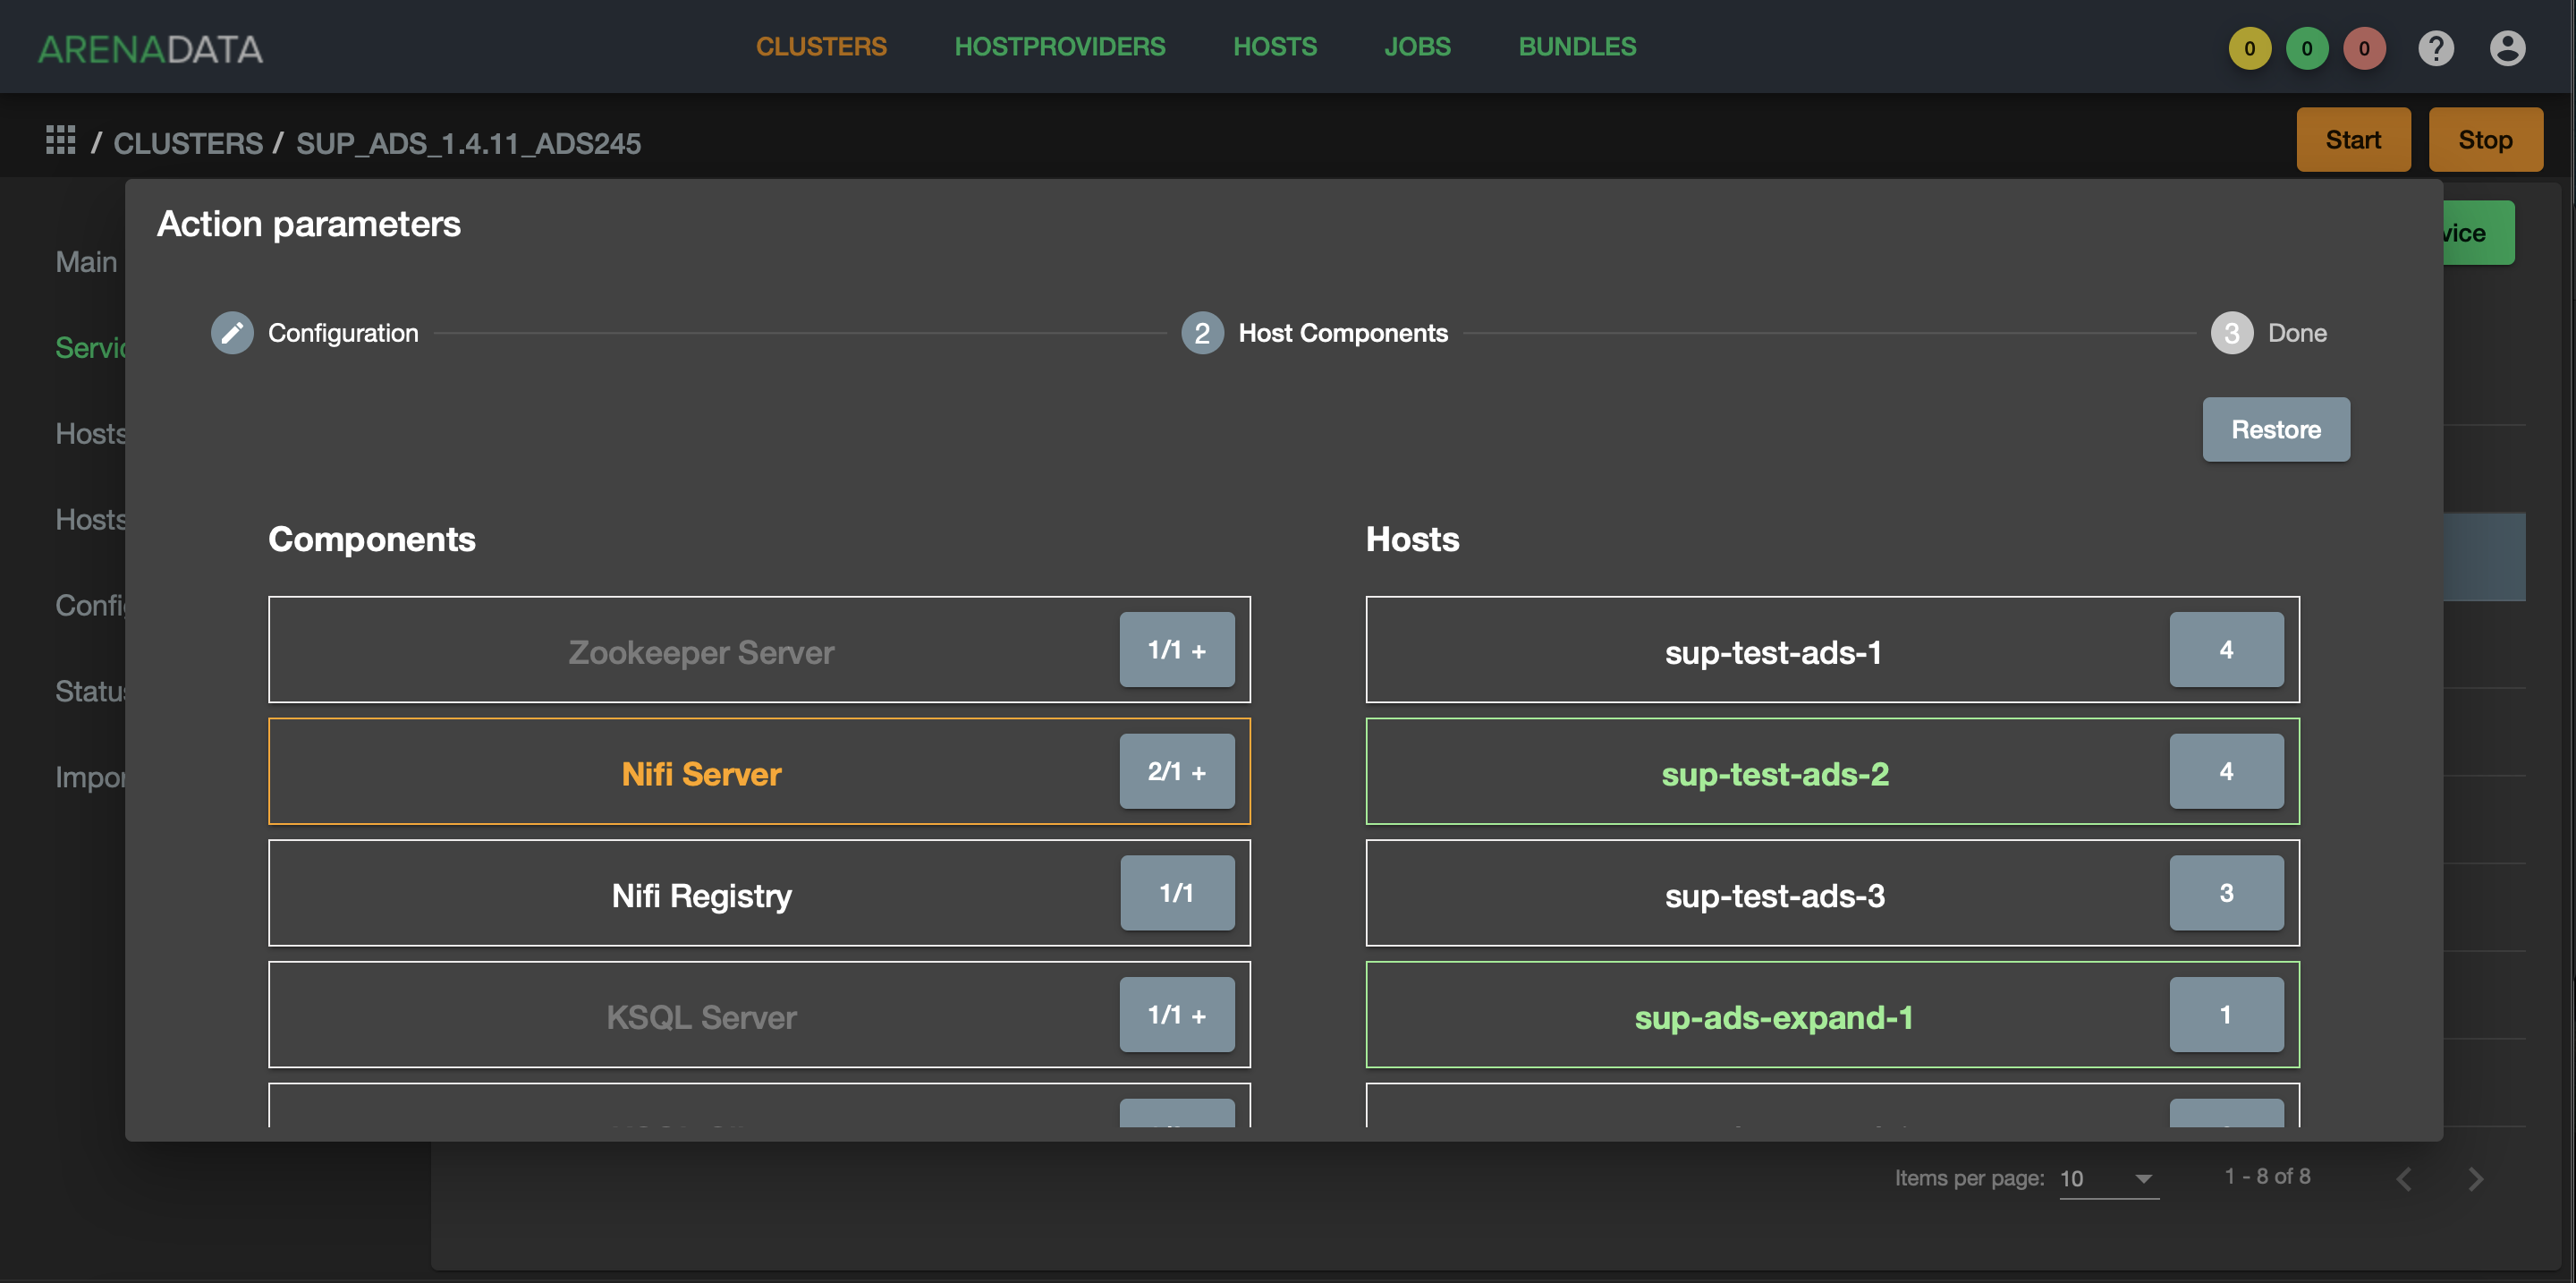 ARENADATA
CLUSTERS HOSTPROVIDERS HOSTS JOBS BUNDLES
0 0 0 ?
/ CLUSTERS / SUP_ADS_1.4.11_ADS245
Start Stop
Action parameters
Main
Servic
Hosts
Hosts
Config
Status
Impor
vice
Configuration
2 Host Components
3 Done
Restore
Components
Zookeeper Server 1/1 +
Nifi Server 2/1 +
Nifi Registry 1/1
KSQL Server 1/1 +
Hosts
sup-test-ads-1 4
sup-test-ads-2 4
sup-test-ads-3 3
sup-ads-expand-1 1
Items per page: 10
1 - 8 of 8